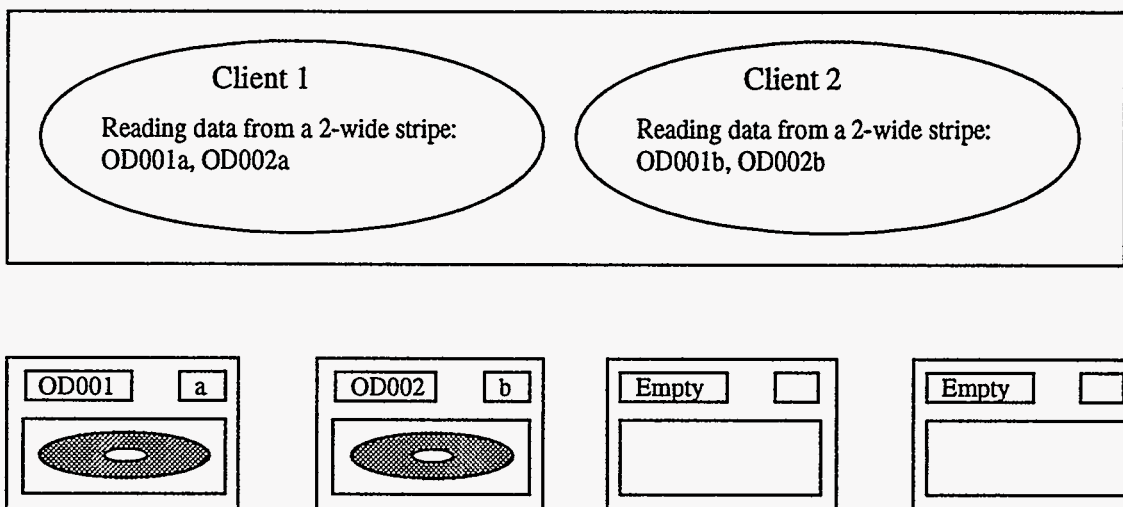 Client 1
Reading data from a 2-wide stripe:
OD001a, OD002a
Client 2
Reading data from a 2-wide stripe:
OD001b, OD002b
OD001 a
OD002 b
Empty
Empty